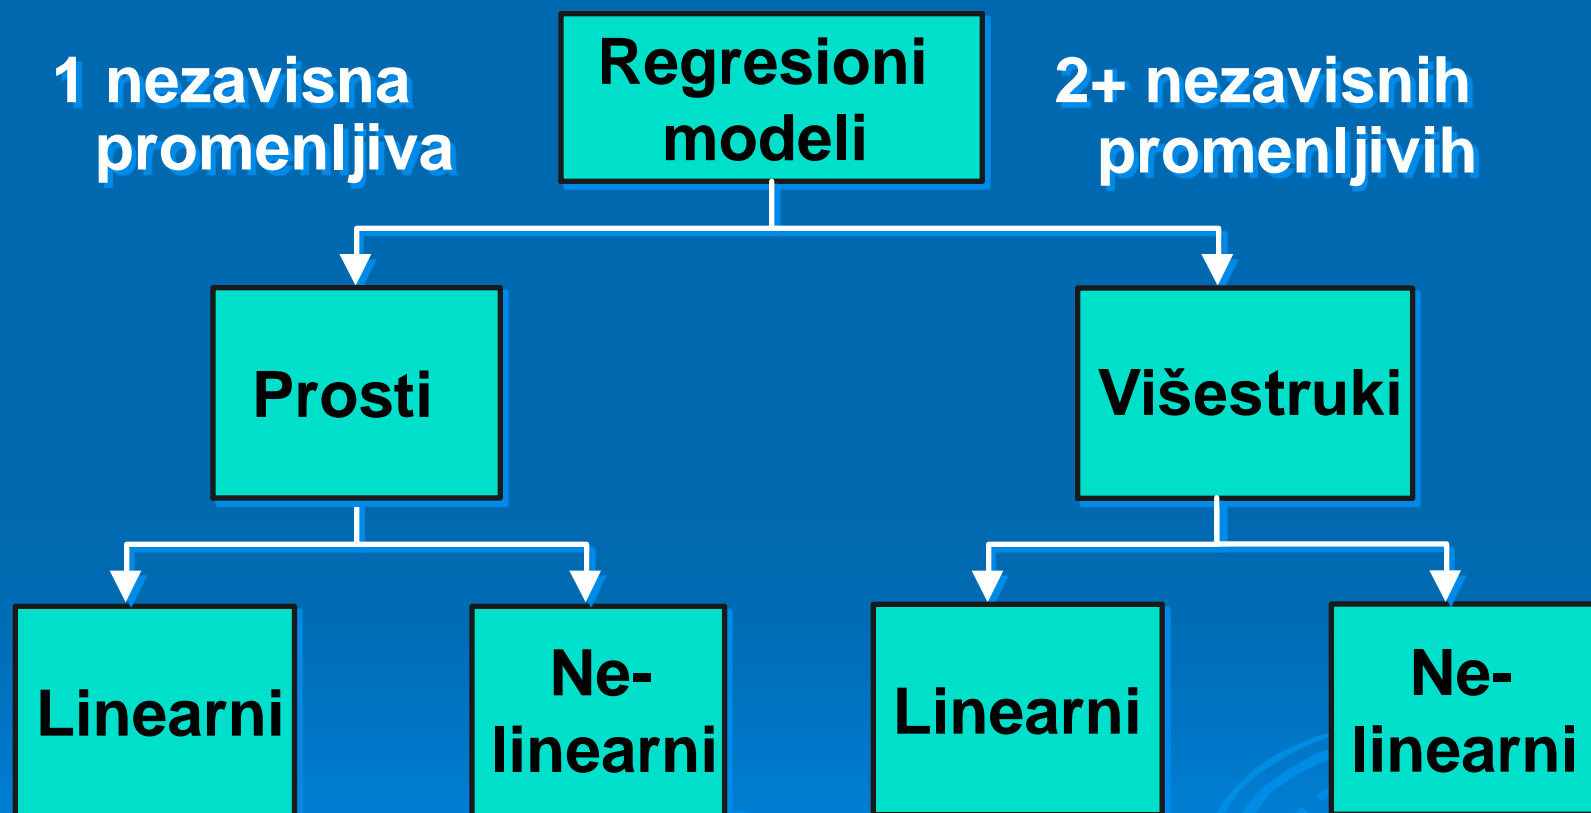 Regresioni
modeli
1 nezavisna
promenljiva
2+ nezavisnih
promenljivih
Prosti
Višestruki
Linearni
Ne-
linearni
Linearni
Ne-
linearni